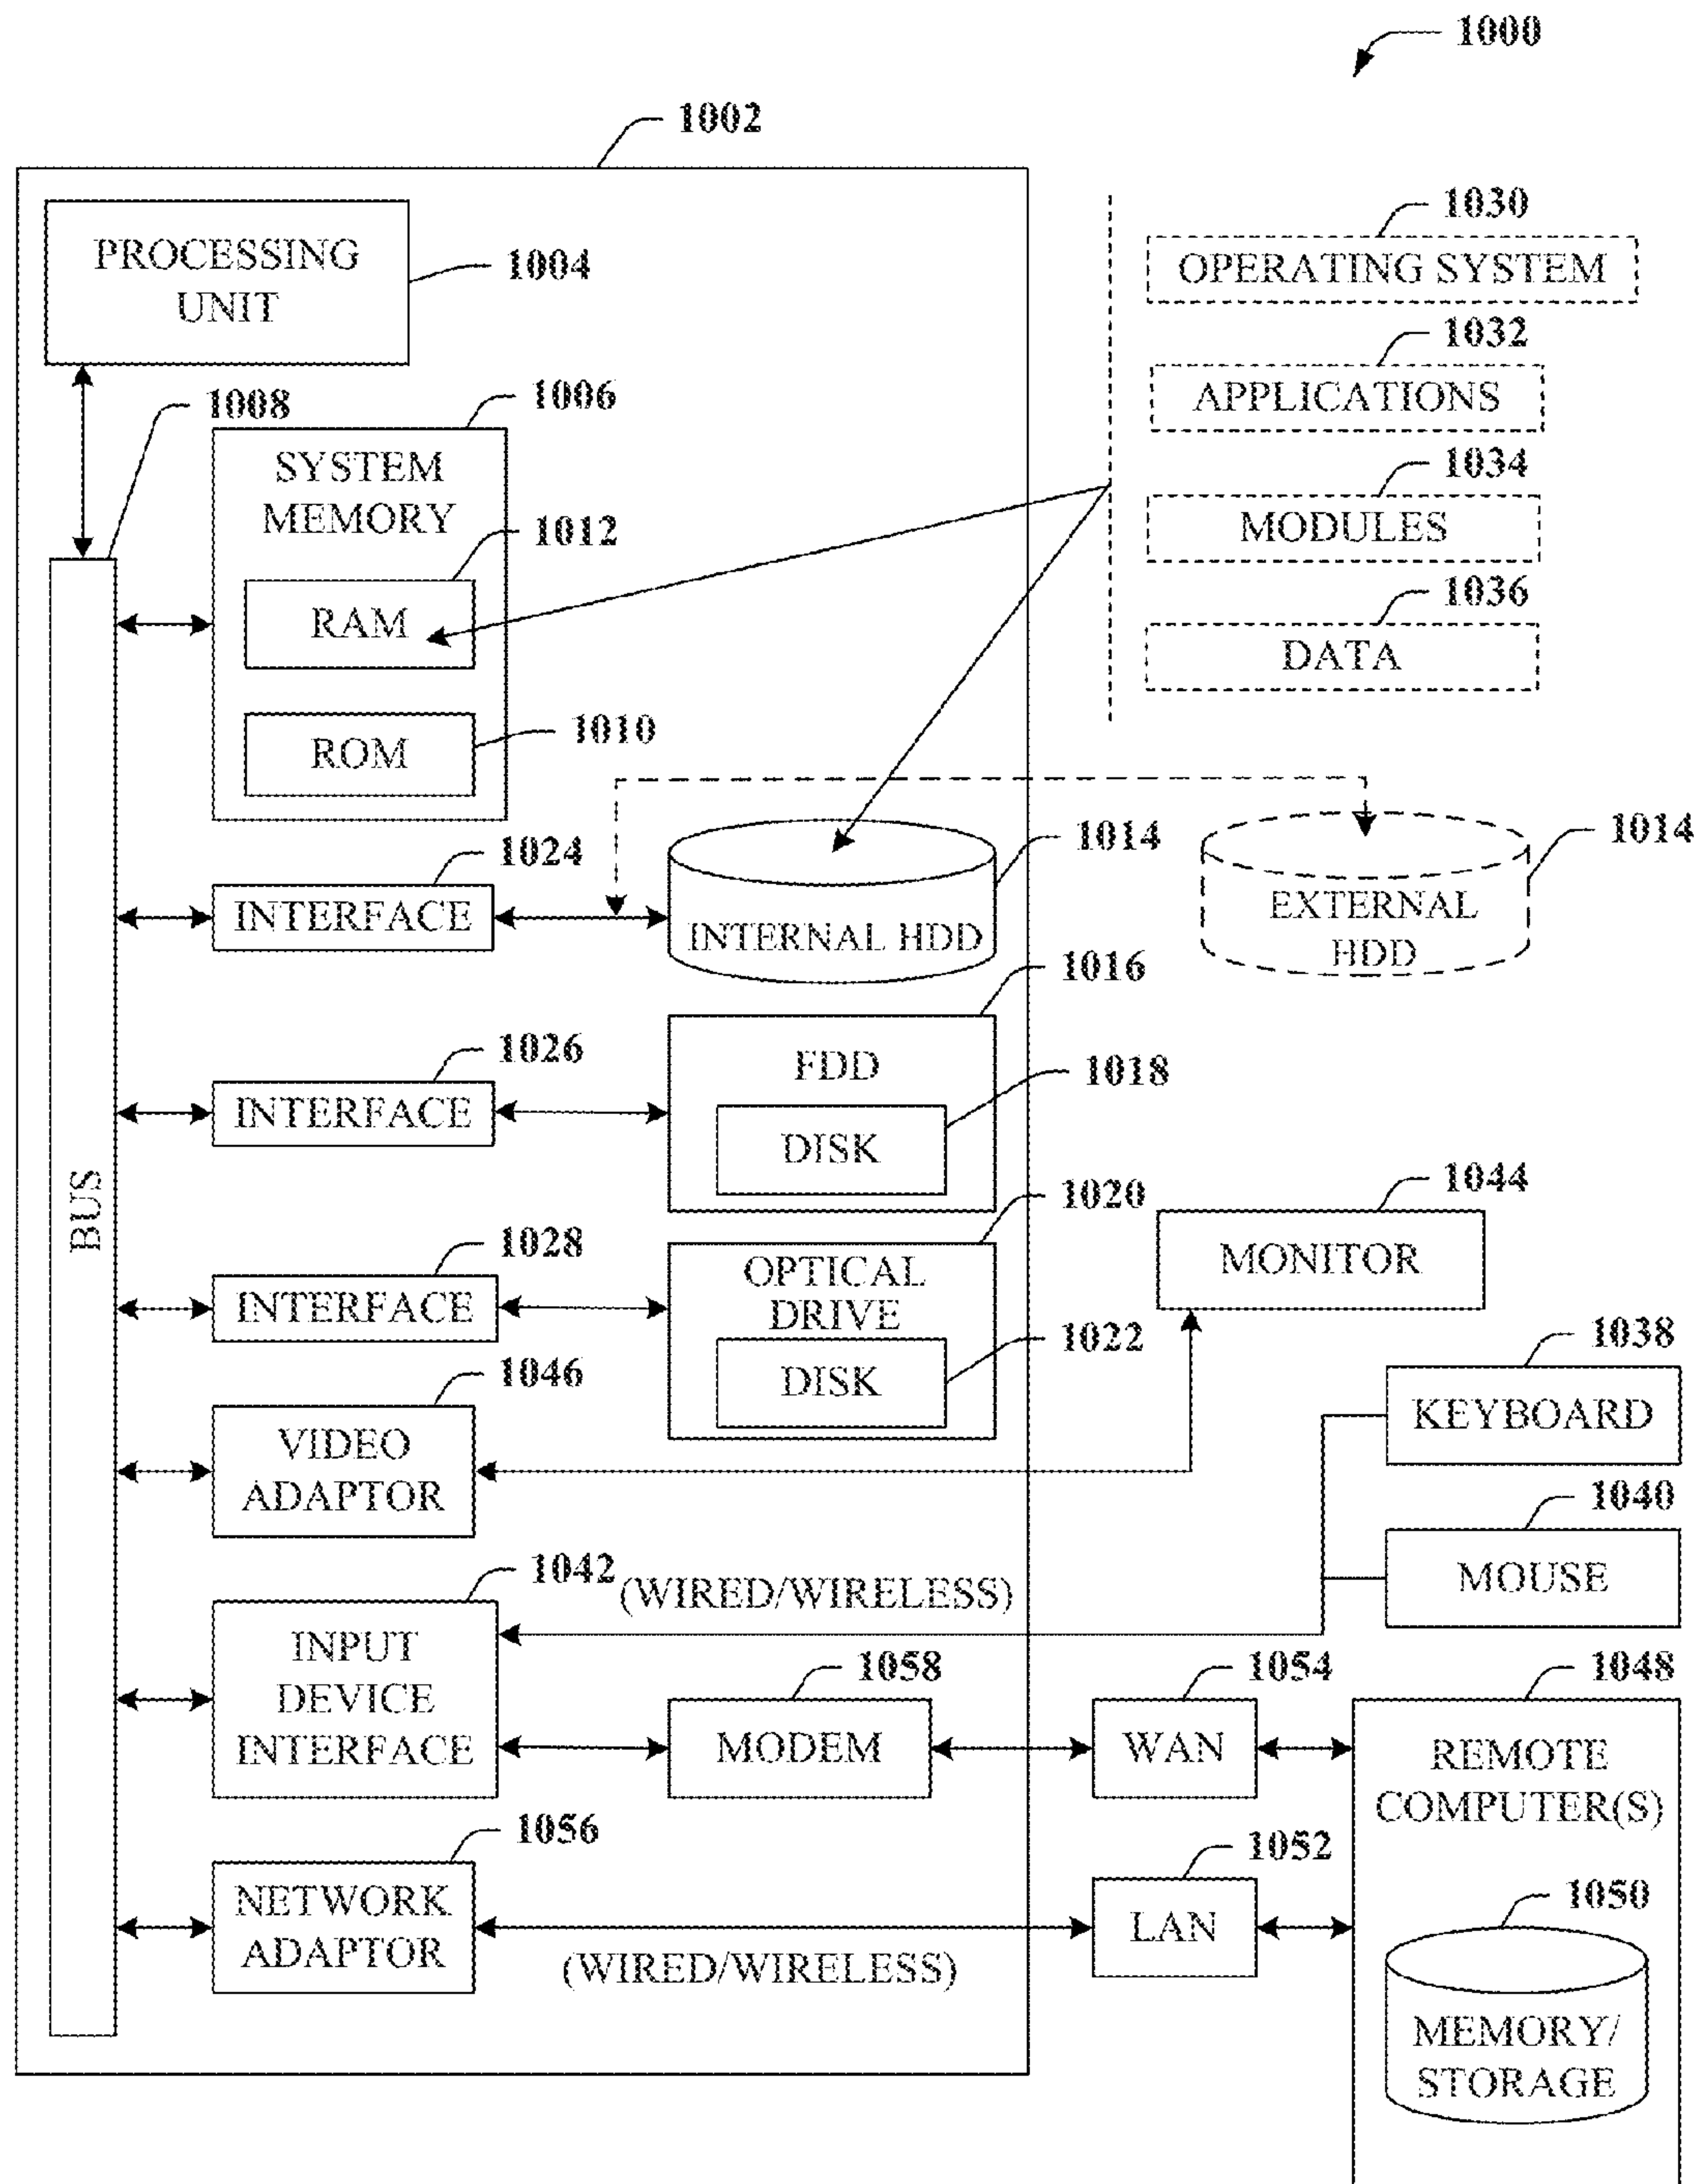 1000
1002
PROCESSING
UNIT
1004
1030
OPERATING SYSTEM
1032
APPLICATIONS
1034
MODULES
1036
DATA
1008
1006
SYSTEM
MEMORY
1012
RAM
1010
ROM
BUS
1024
INTERFACE
1014
INTERNAL HDD
1014
EXTERNAL
HDD
1026
INTERFACE
1016
FDD
1018
DISK
1028
INTERFACE
1020
OPTICAL
DRIVE
1022
DISK
1044
MONITOR
1046
VIDEO
ADAPTOR
1038
KEYBOARD
1040
MOUSE
1042
(WIRED/WIRELESS)
INPUT
DEVICE
INTERFACE
1058
MODEM
1054
WAN
1048
REMOTE
COMPUTER(S)
1056
NETWORK
ADAPTOR
(WIRED/WIRELESS)
1052
LAN
1050
MEMORY/
STORAGE